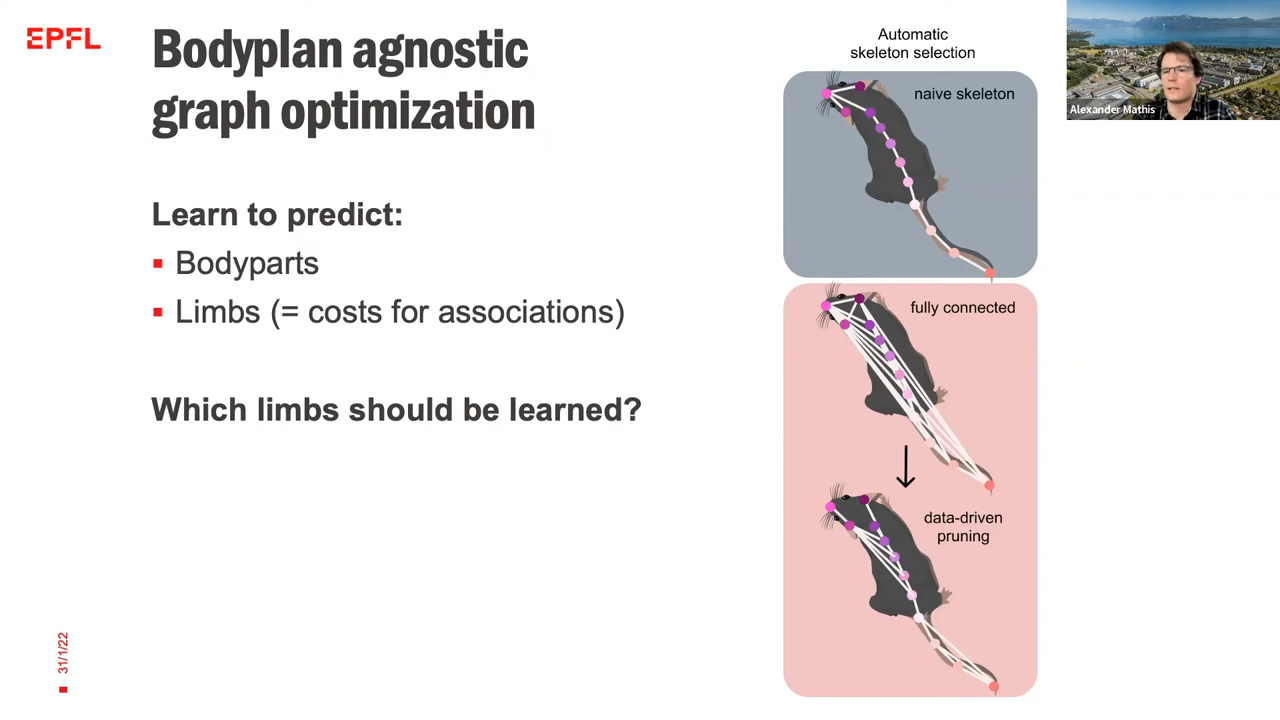 EPFL
Bodyplan agnostic
graph optimization
Learn to predict:
▪ Bodyparts
▪ Limbs (= costs for associations)
Which limbs should be learned?
31/1/22
Automatic
skeleton selection
naive skeleton
fully connected
data-driven
pruning
Alexander Mathis